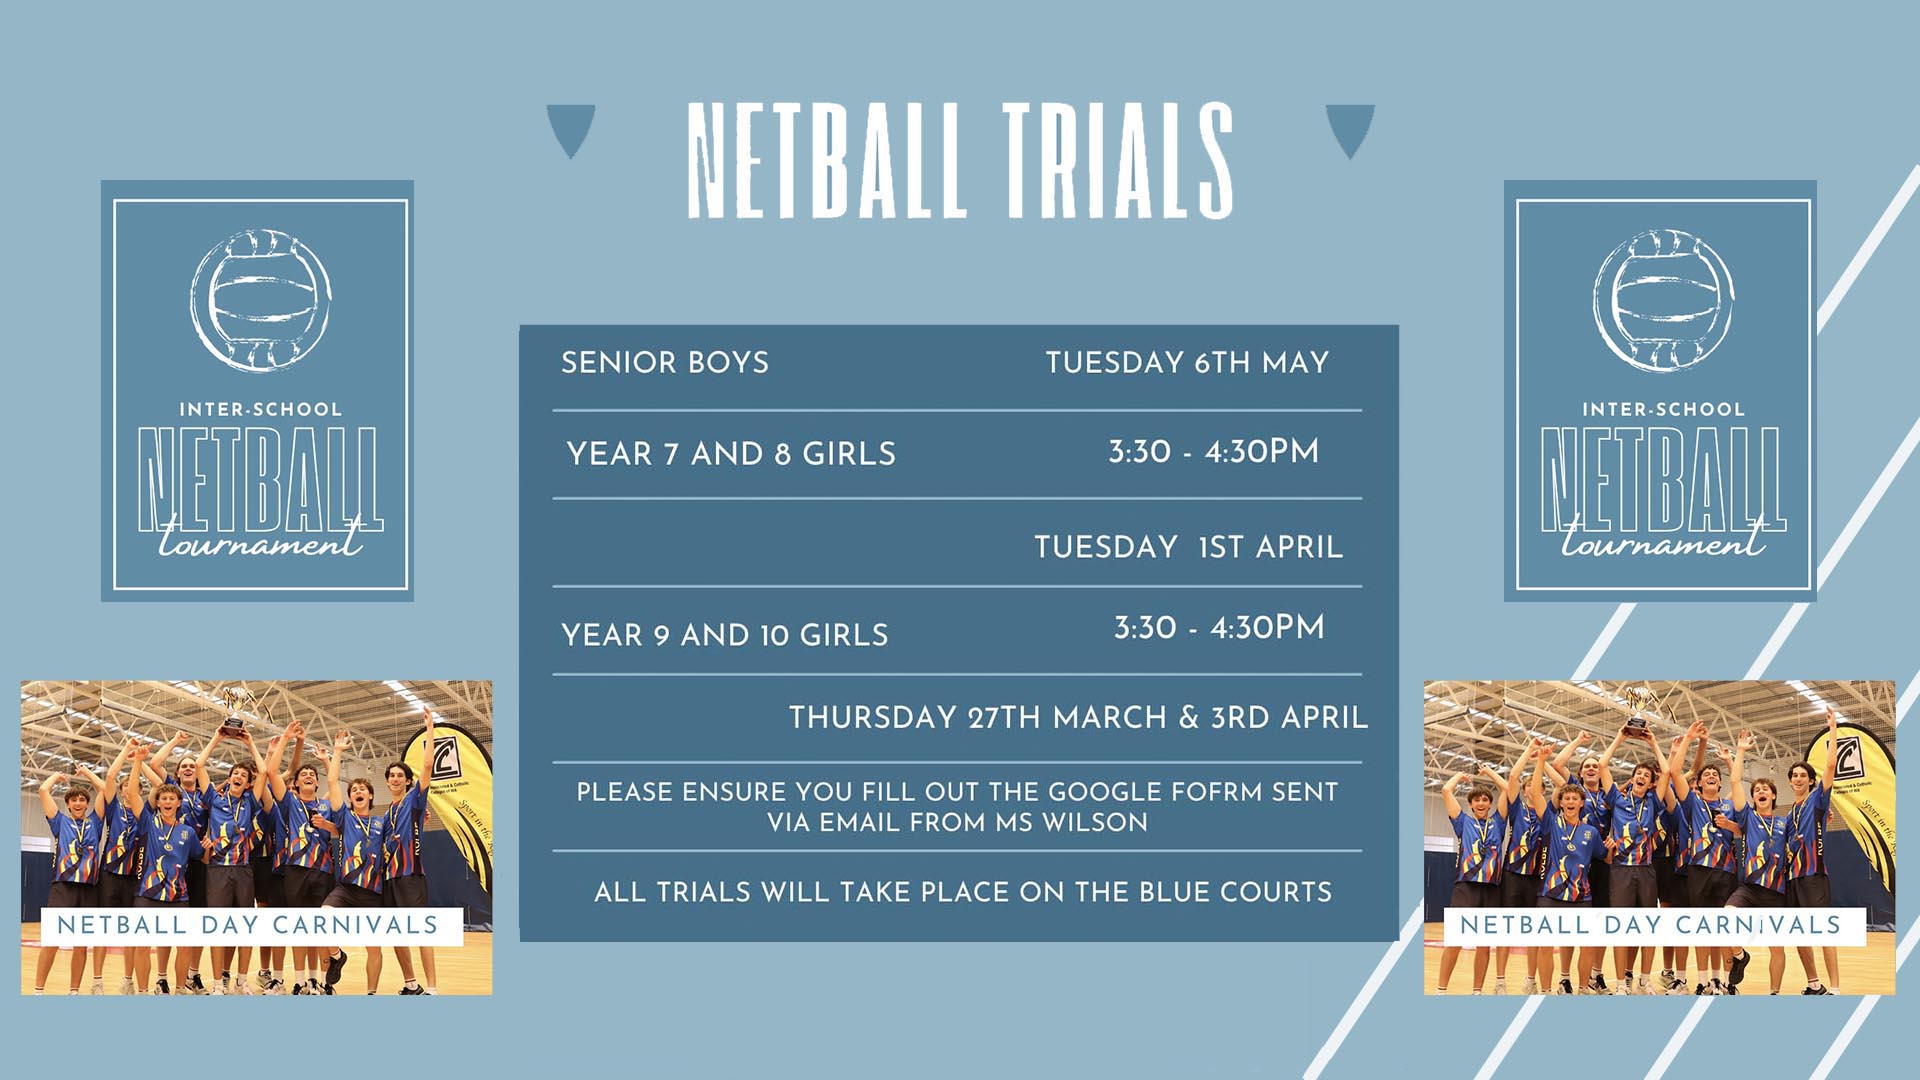 NETBALL TRIALS
INTER-SCHOOL
NETBALL
tournament
INTER-SCHOOL
NETBALL
tournament
SENIOR BOYS TUESDAY 6TH MAY
YEAR 7 AND 8 GIRLS 3:30 - 4:30PM
TUESDAY 1ST APRIL
YEAR 9 AND 10 GIRLS 3:30 - 4:30PM
THURSDAY 27TH MARCH & 3RD APRIL
PLEASE ENSURE YOU FILL OUT THE GOOGLE FOFRM SENT
VIA EMAIL FROM MS WILSON
ALL TRIALS WILL TAKE PLACE ON THE BLUE COURTS
NETBALL DAY CARNIVALS
NETBALL DAY CARNIVALS